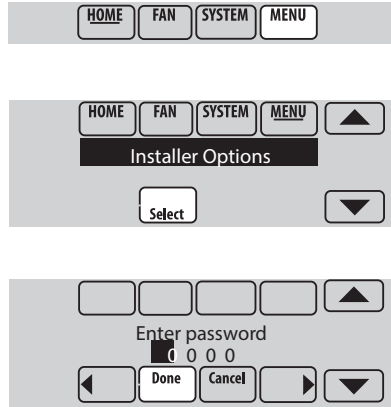 HOME FAN SYSTEM MENU
HOME FAN SYSTEM MENU
Installer Options
Select
Enter password
0 0 0 0
Done Cancel